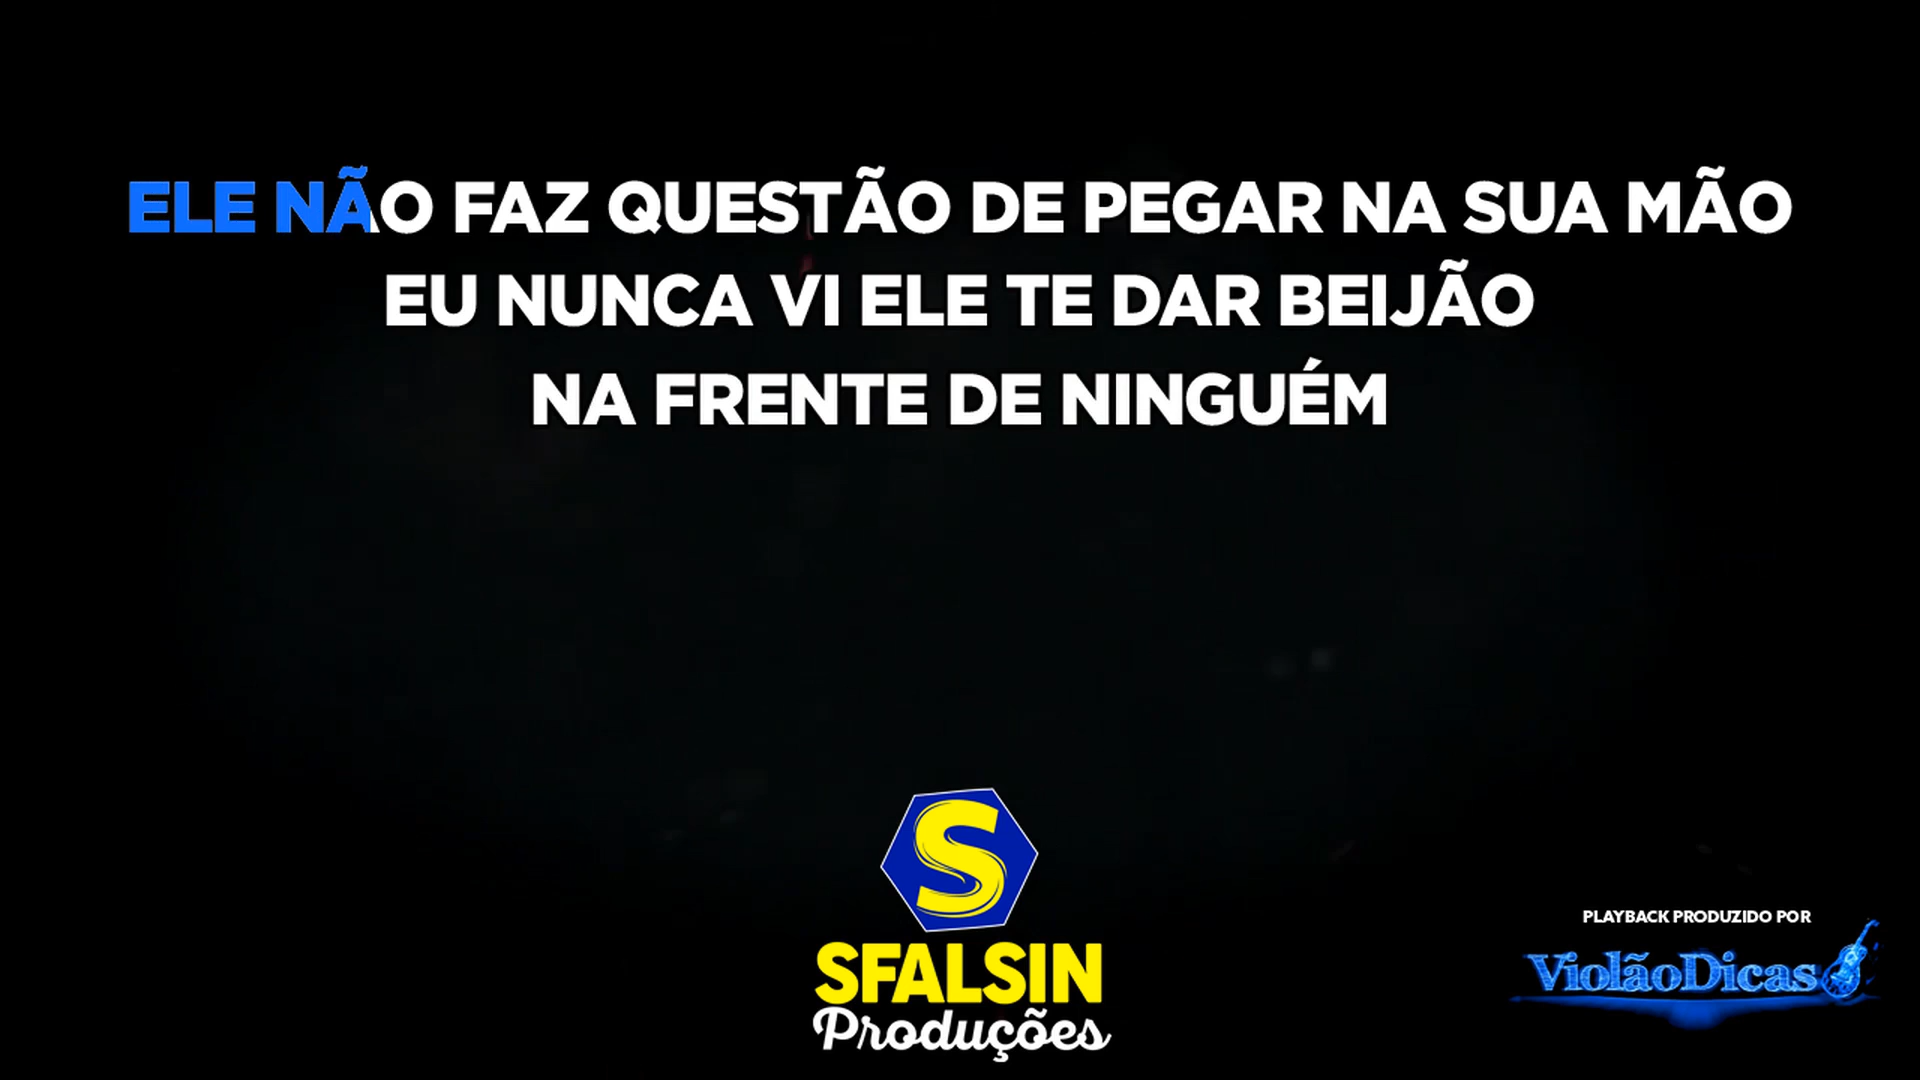 ELE NÃO FAZ QUESTÃO DE PEGAR NA SUA MÃO
EU NUNCA VI ELE TE DAR BEIJÃO
NA FRENTE DE NINGUÉM
S
SFALSIN
Produções
PLAYBACK PRODUZIDO POR
ViolãoDicas